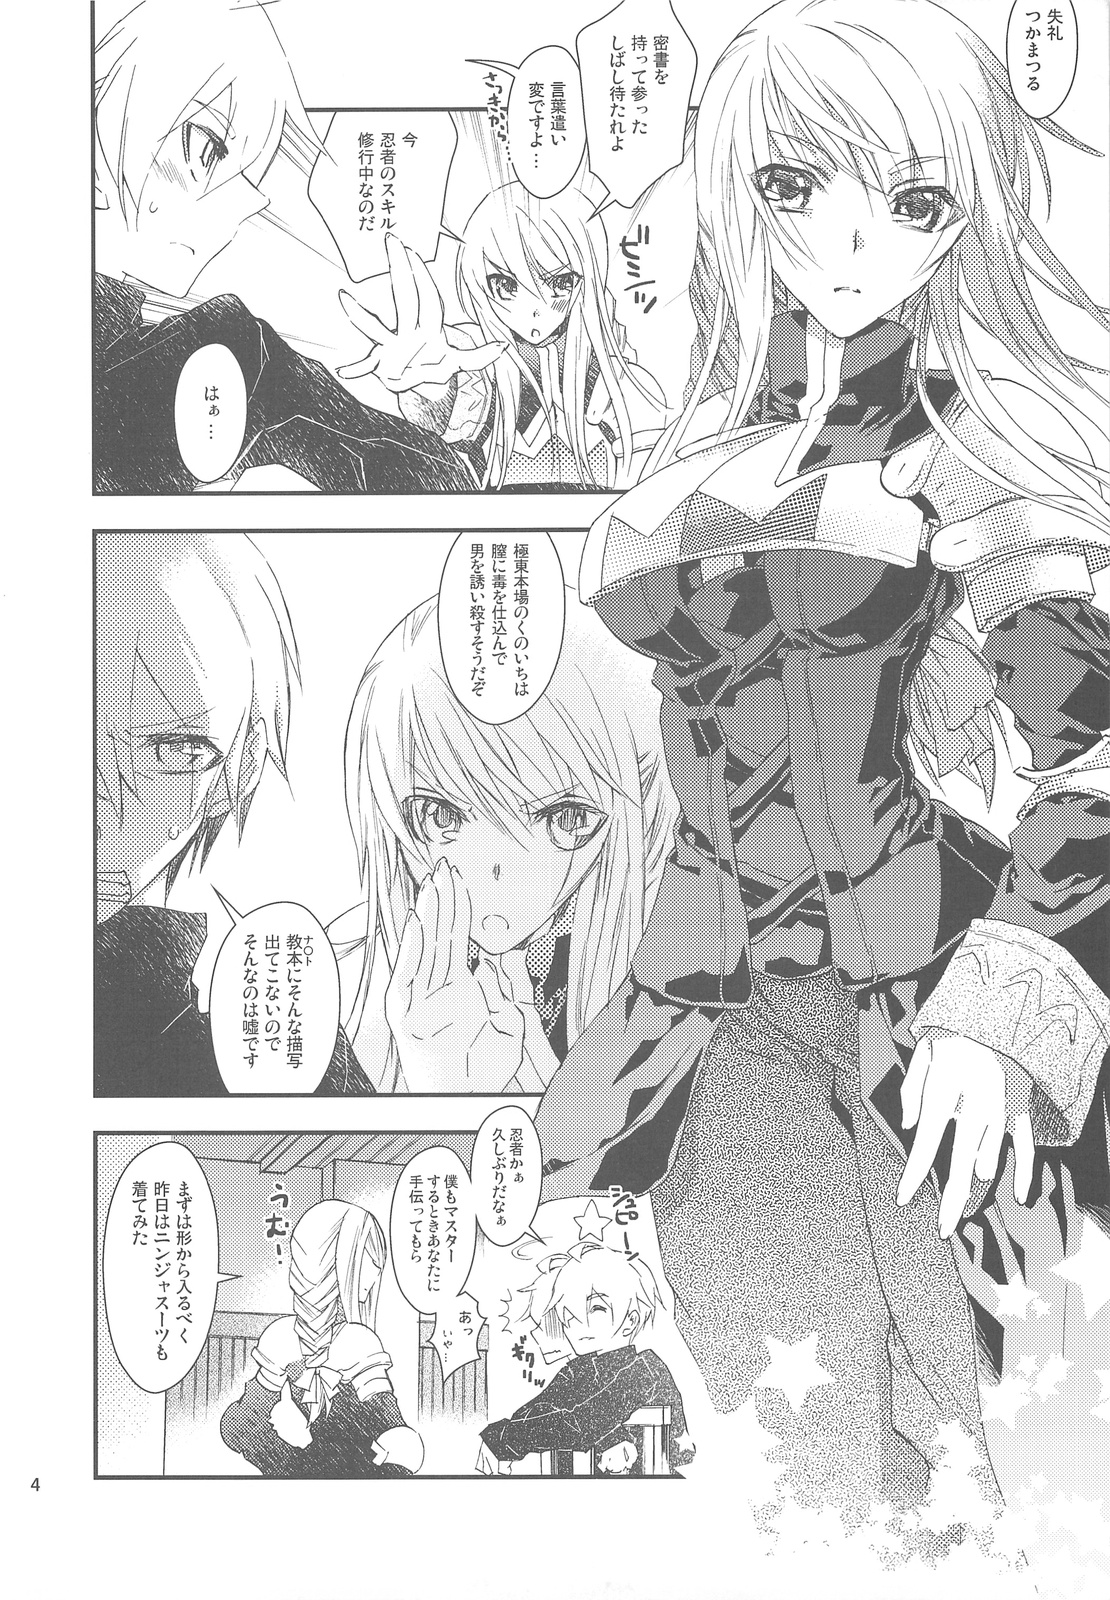 失礼
つかまつる
密書を
持って参った
しばし待たれよ
言葉遣い
変ですよ…
さっきから……
ビシッ
今
忍者のスキル
修行中なのだ
はぁ…
極東本場のくのいちは
膣に毒を仕込んで
男を誘い殺すそうだぞ
ナ○ト
教本にそんな描写
出てこないので
そんなのは嘘です
忍者かぁ
久しぶりだなぁ
シュピーン
僕もマスター
するときあなたに
手伝ってもら
あっ
いや…
ギクリw
うむ…
まずは形から入るべく
昨日はニンジャスーツも
着てみた
4